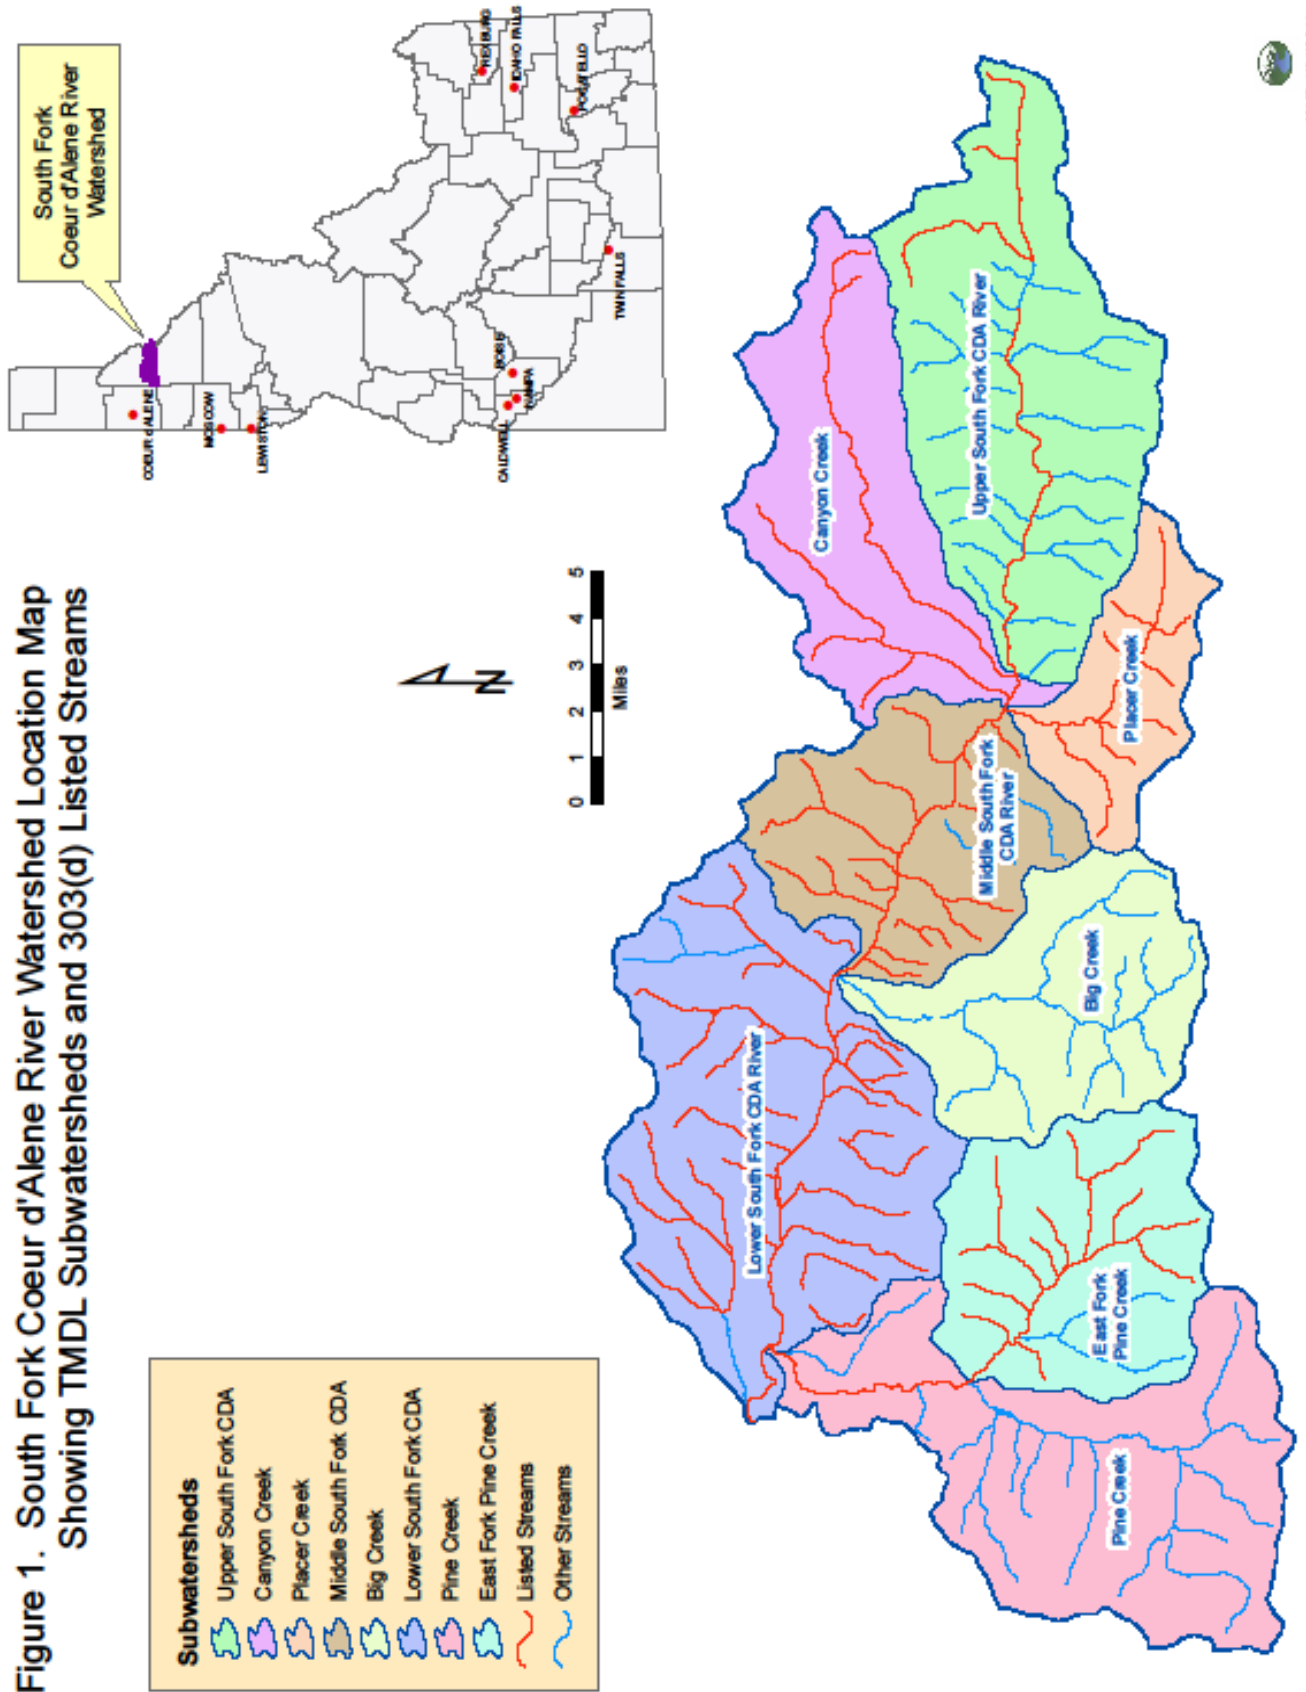 Figure 1.  South Fork Coeur d'Alene River Watershed Location Map
Showing TMDL Subwatersheds and 303(d) Listed Streams
South Fork
Coeur d'Alene River
Watershed
COEUR d'ALENE
MOSCOW
LEWISTON
CALDWELL
NAMPA
BOISE
TWIN FALLS
POCATELLO
IDAHO FALLS
REXBURG
N
0 1 2 3 4 5
Miles
Subwatersheds
Upper South Fork CDA
Canyon Creek
Placer Creek
Middle South Fork CDA
Big Creek
Lower South Fork CDA
Pine Creek
East Fork Pine Creek
Listed Streams
Other Streams
Lower South Fork CDA River
Canyon Creek
Upper South Fork CDA River
Middle South Fork
CDA River
Placer Creek
Big Creek
East Fork
Pine Creek
Pine Creek